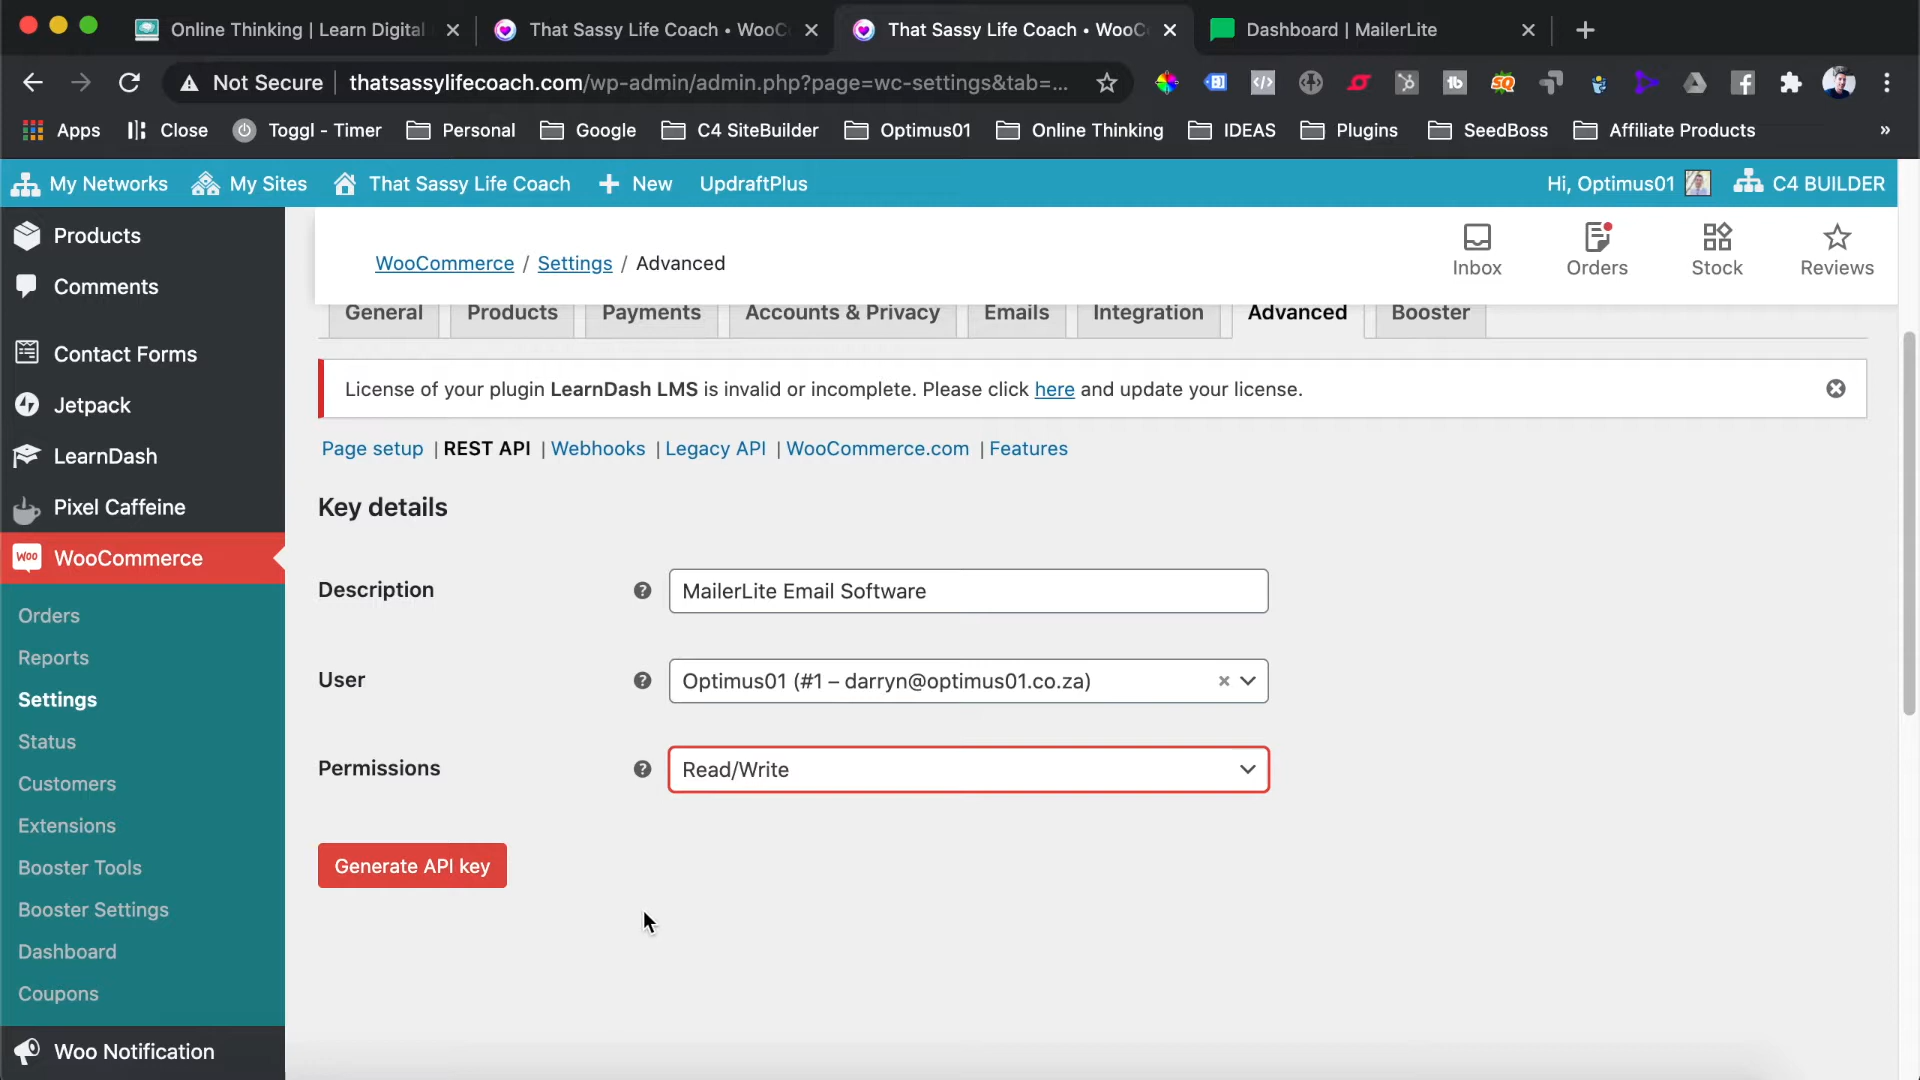 Online Thinking | Learn Digital
That Sassy Life Coach • WooC
That Sassy Life Coach • WooC
Dashboard | MailerLite
Not Secure
thatsassylifecoach.com/wp-admin/admin.php?page=wc-settings&tab=...
Apps
Close
Toggl - Timer
Personal
Google
C4 SiteBuilder
Optimus01
Online Thinking
IDEAS
Plugins
SeedBoss
Affiliate Products
»
My Networks
My Sites
That Sassy Life Coach
New
UpdraftPlus
Hi, Optimus01
C4 BUILDER
Products
Comments
Contact Forms
Jetpack
LearnDash
Pixel Caffeine
WooCommerce
Orders
Reports
Settings
Status
Customers
Extensions
Booster Tools
Booster Settings
Dashboard
Coupons
Woo Notification
WooCommerce / Settings / Advanced
Inbox
Orders
Stock
Reviews
General
Products
Payments
Accounts & Privacy
Emails
Integration
Advanced
Booster
License of your plugin LearnDash LMS is invalid or incomplete. Please click here and update your license.
Page setup | REST API | Webhooks | Legacy API | WooCommerce.com | Features
Key details
Description
MailerLite Email Software
User
Optimus01 (#1 – darryn@optimus01.co.za)
Permissions
Read/Write
Generate API key